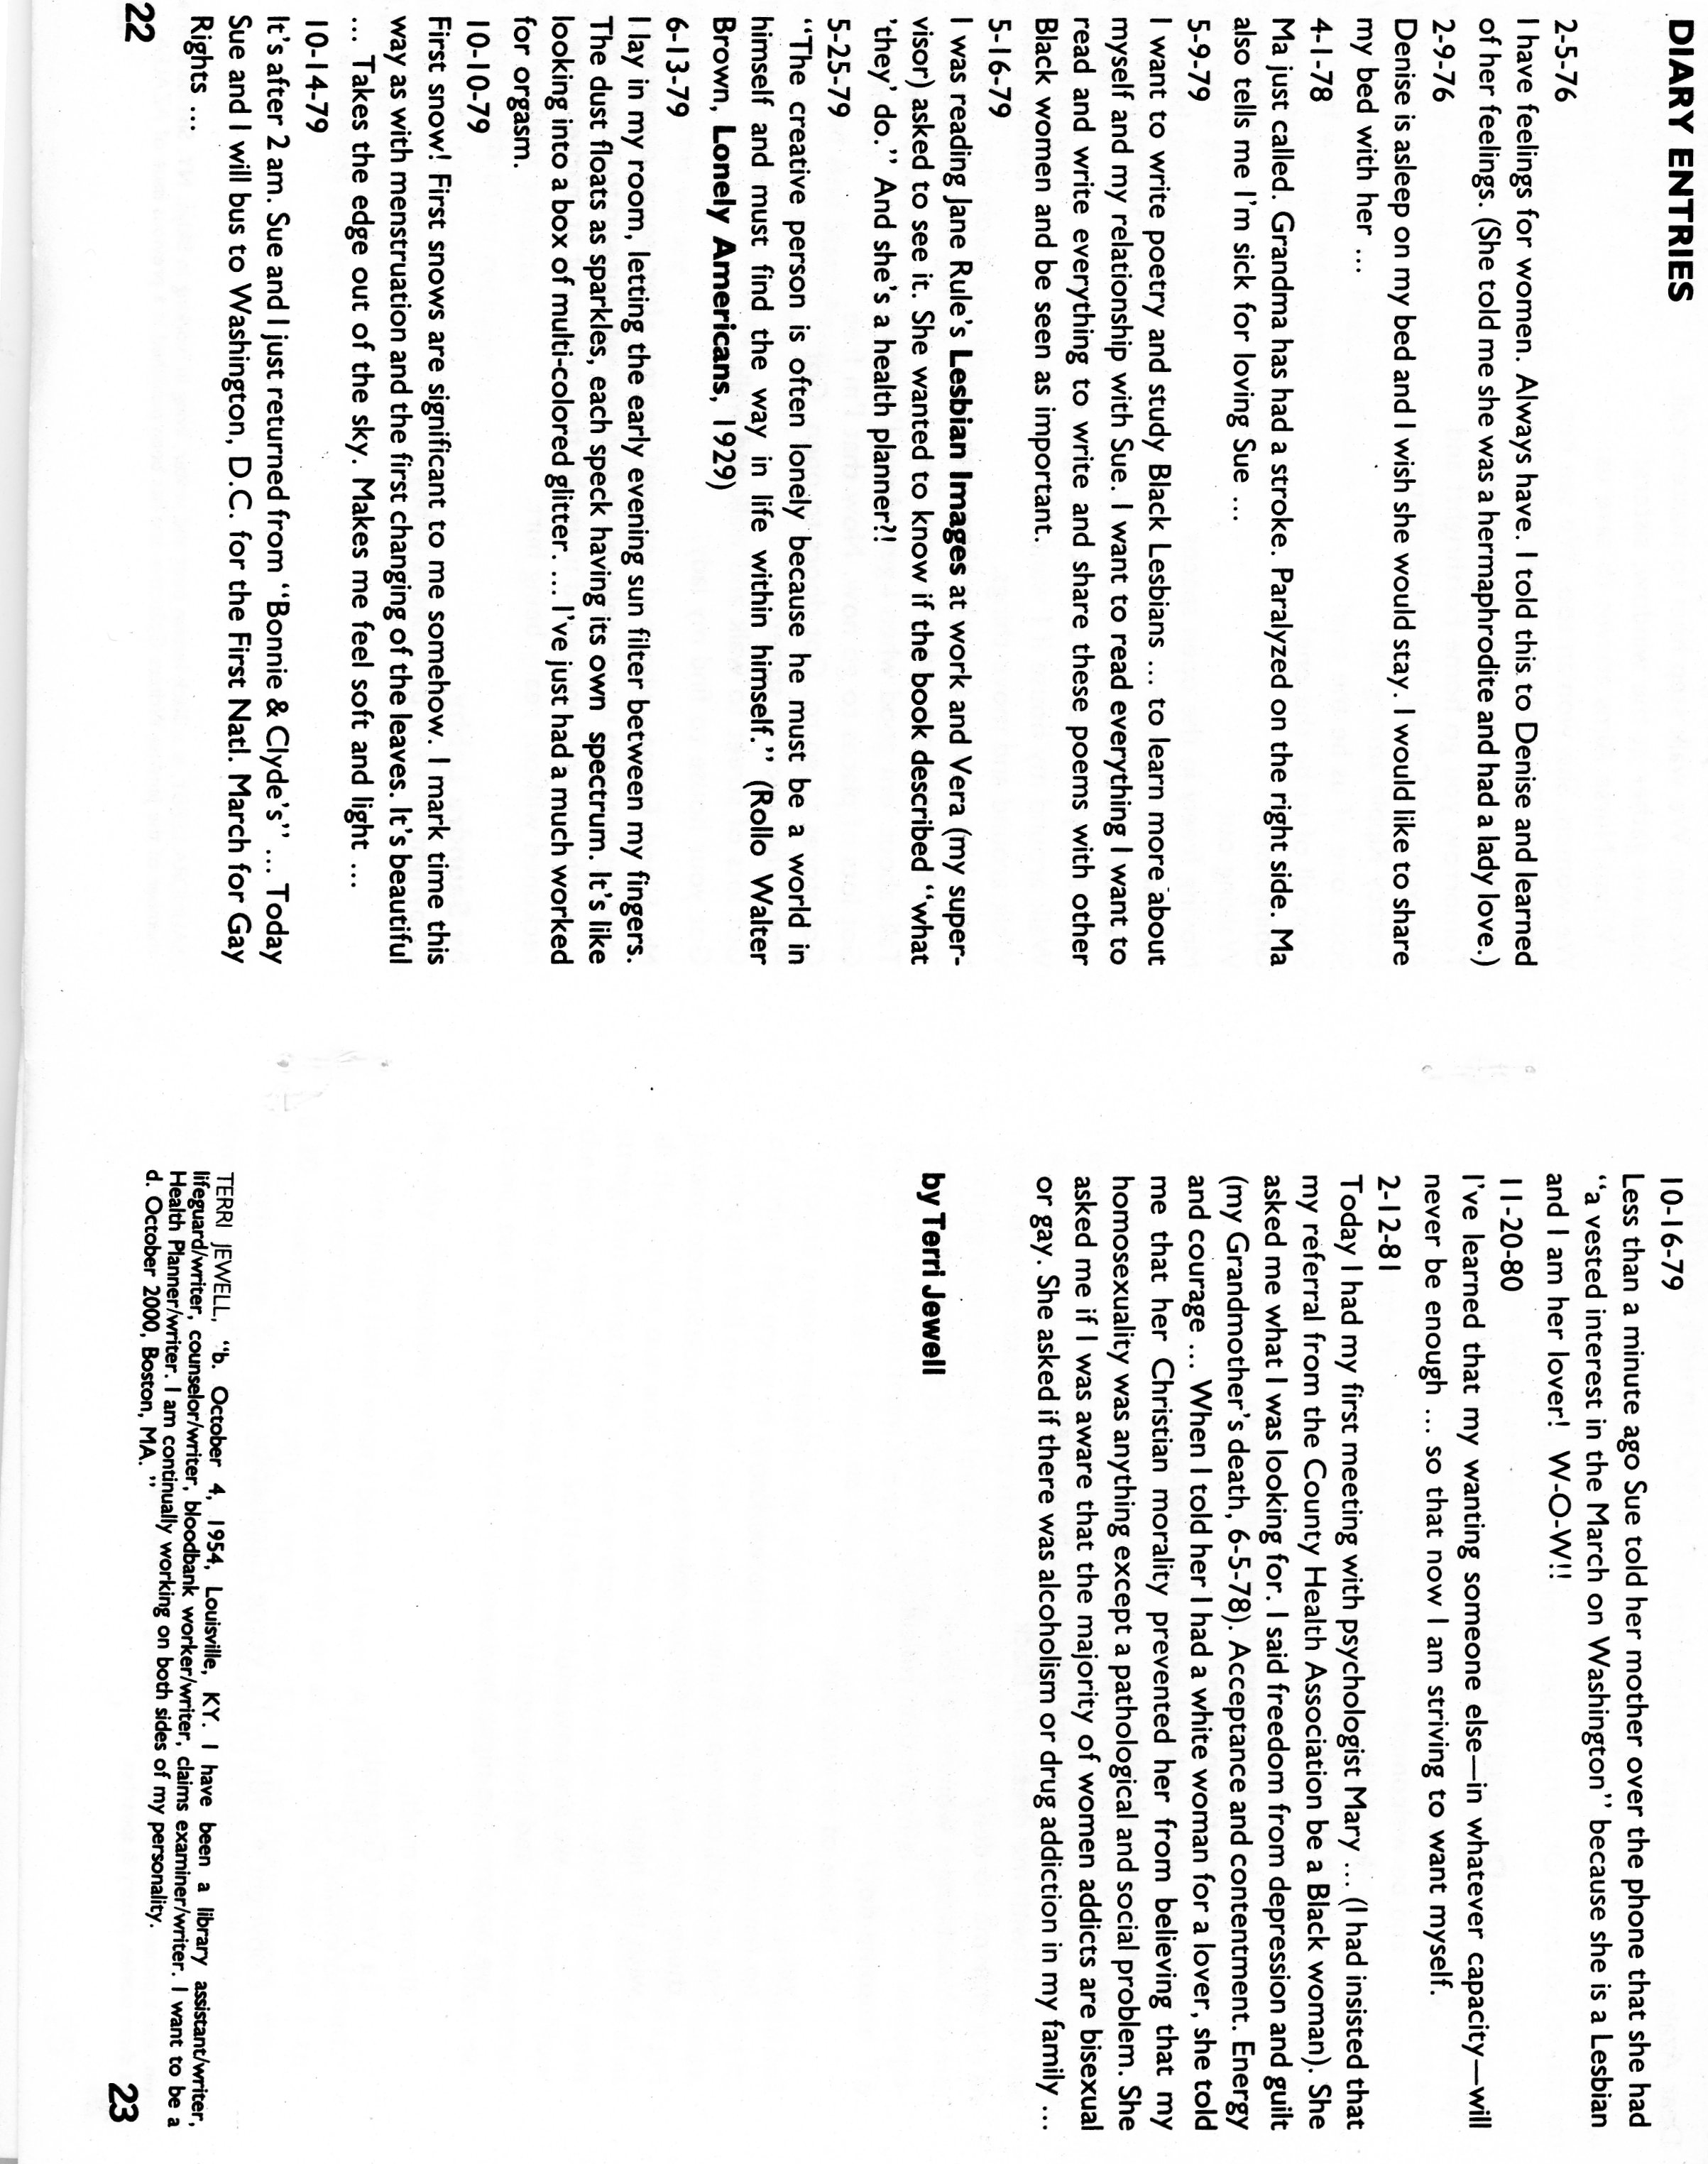 DIARY ENTRIES
2-5-76
I have feelings for women. Always have. I told this to Denise and learned
of her feelings. (She told me she was a hermaphrodite and had a lady love.)
2-9-76
Denise is asleep on my bed and I wish she would stay. I would like to share
my bed with her ...
4-1-78
Ma just called. Grandma has had a stroke. Paralyzed on the right side. Ma
also tells me I'm sick for loving Sue ...
5-9-79
I want to write poetry and study Black Lesbians ... to learn more about
myself and my relationship with Sue. I want to read everything I want to
read and write everything to write and share these poems with other
Black women and be seen as important.
5-16-79
I was reading Jane Rule's Lesbian Images at work and Vera (my super-
visor) asked to see it. She wanted to know if the book described "what
'they' do." And she's a health planner?!
5-25-79
"The creative person is often lonely because he must be a world in
himself and must find the way in life within himself." (Rollo Walter
Brown, Lonely Americans, 1929)
6-13-79
I lay in my room, letting the early evening sun filter between my fingers.
The dust floats as sparkles, each speck having its own spectrum. It's like
looking into a box of multi-colored glitter. ... I've just had a much worked
for orgasm.
10-10-79
First snow! First snows are significant to me somehow. I mark time this
way as with menstruation and the first changing of the leaves. It's beautiful
... Takes the edge out of the sky. Makes me feel soft and light ...
10-14-79
It's after 2 am. Sue and I just returned from "Bonnie & Clyde's" ... Today
Sue and I will bus to Washington, D.C. for the First Natl. March for Gay
Rights ...
22
10-16-79
Less than a minute ago Sue told her mother over the phone that she had
"a vested interest in the March on Washington" because she is a Lesbian
and I am her lover! W-O-W!!
11-20-80
I've learned that my wanting someone else—in whatever capacity—will
never be enough ... so that now I am striving to want myself.
2-12-81
Today I had my first meeting with psychologist Mary ... (I had insisted that
my referral from the County Health Association be a Black woman). She
asked me what I was looking for. I said freedom from depression and guilt
(my Grandmother's death, 6-5-78). Acceptance and contentment. Energy
and courage ... When I told her I had a white woman for a lover, she told
me that her Christian morality prevented her from believing that my
homosexuality was anything except a pathological and social problem. She
asked me if I was aware that the majority of women addicts are bisexual
or gay. She asked if there was alcoholism or drug addiction in my family ...
by Terri Jewell
TERRI JEWELL, "b. October 4, 1954, Louisville, KY. I have been a library assistant/writer,
lifeguard/writer, counselor/writer, bloodbank worker/writer, claims examiner/writer. I want to be a
Health Planner/writer. I am continually working on both sides of my personality.
d. October 2000, Boston, MA. "
23